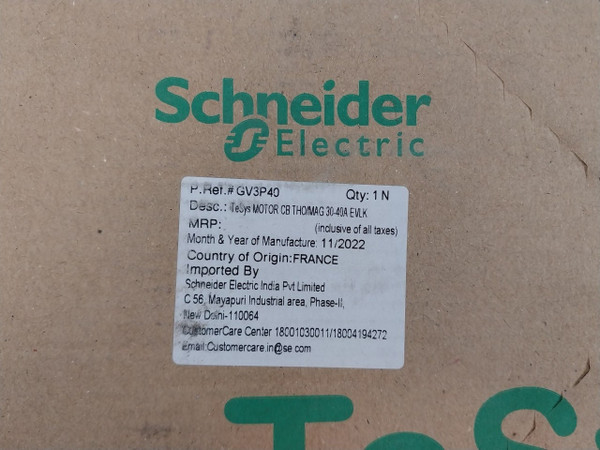 Schneider
Electric
P.Ref.# GV3P40 Qty: 1 N
Desc.: TeSys MOTOR CB THO/MAG 30-40A EVLK
MRP: (inclusive of all taxes)
Month & Year of Manufacture: 11/2022
Country of Origin:FRANCE
Imported By
Schneider Electric India Pvt Limited
C 56, Mayapuri Industrial area, Phase-II,
New Delhi-110064
CustomerCare Center 18001030011/18004194272
Email:Customercare.in@se.com
TeSy